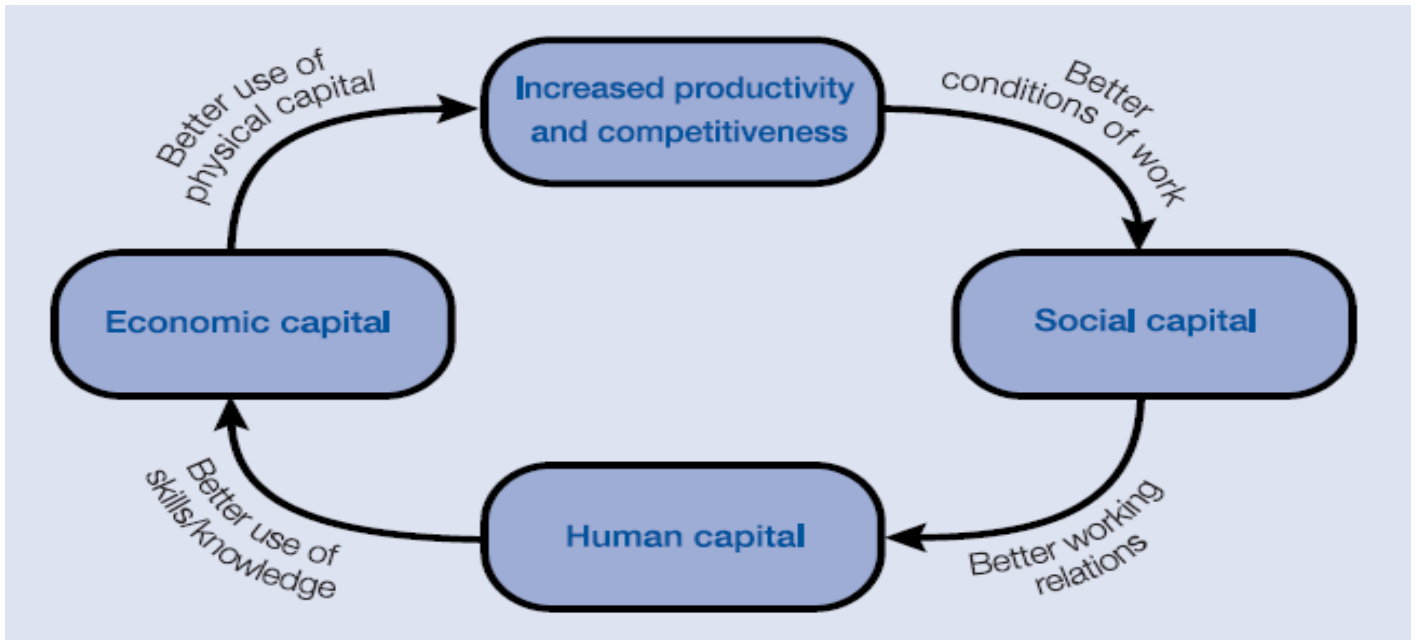 Better use of
physical capital
Increased productivity
and competitiveness
Better
conditions of work
Economic capital
Social capital
Better use of
skills/knowledge
Human capital
Better working
relations